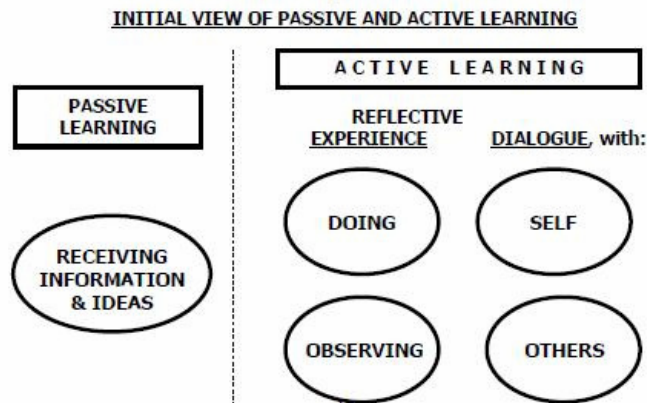 INITIAL VIEW OF PASSIVE AND ACTIVE LEARNING
PASSIVE
LEARNING
RECEIVING
INFORMATION
& IDEAS
ACTIVE LEARNING
REFLECTIVE
EXPERIENCE
DIALOGUE, with:
DOING
SELF
OBSERVING
OTHERS